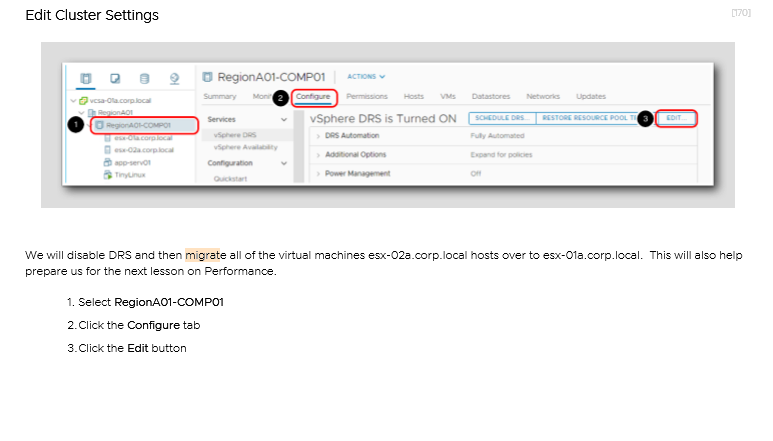 Edit Cluster Settings
[170]
RegionA01-COMP01
ACTIONS
Summary
Configure
Permissions
Hosts
VMs
Datastores
Networks
Updates
vcsa-01a.corp.local
RegionA01
RegionA01-COMP01
esx-01a.corp.local
esx-02a.corp.local
app-serv01
TinyLinux
Services
vSphere DRS
vSphere Availability
Configuration
Quickstart
vSphere DRS is Turned ON
SCHEDULE DRS...
RESTORE RESOURCE POOL
EDIT...
DRS Automation
Fully Automated
Additional Options
Expand for policies
Power Management
Off
1
2
3
We will disable DRS and then migrate all of the virtual machines esx-02a.corp.local hosts over to esx-01a.corp.local. This will also help
prepare us for the next lesson on Performance.
1. Select RegionA01-COMP01
2. Click the Configure tab
3. Click the Edit button